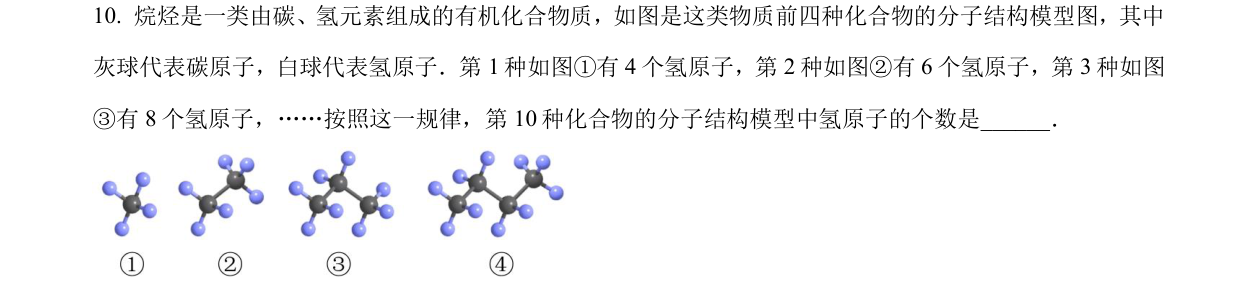 10. 烷烃是一类由碳、氢元素组成的有机化合物质，如图是这类物质前四种化合物的分子结构模型图，其中
灰球代表碳原子，白球代表氢原子．第 1 种如图①有 4 个氢原子，第 2 种如图②有 6 个氢原子，第 3 种如图
③有 8 个氢原子，……按照这一规律，第 10 种化合物的分子结构模型中氢原子的个数是______．
① ② ③ ④